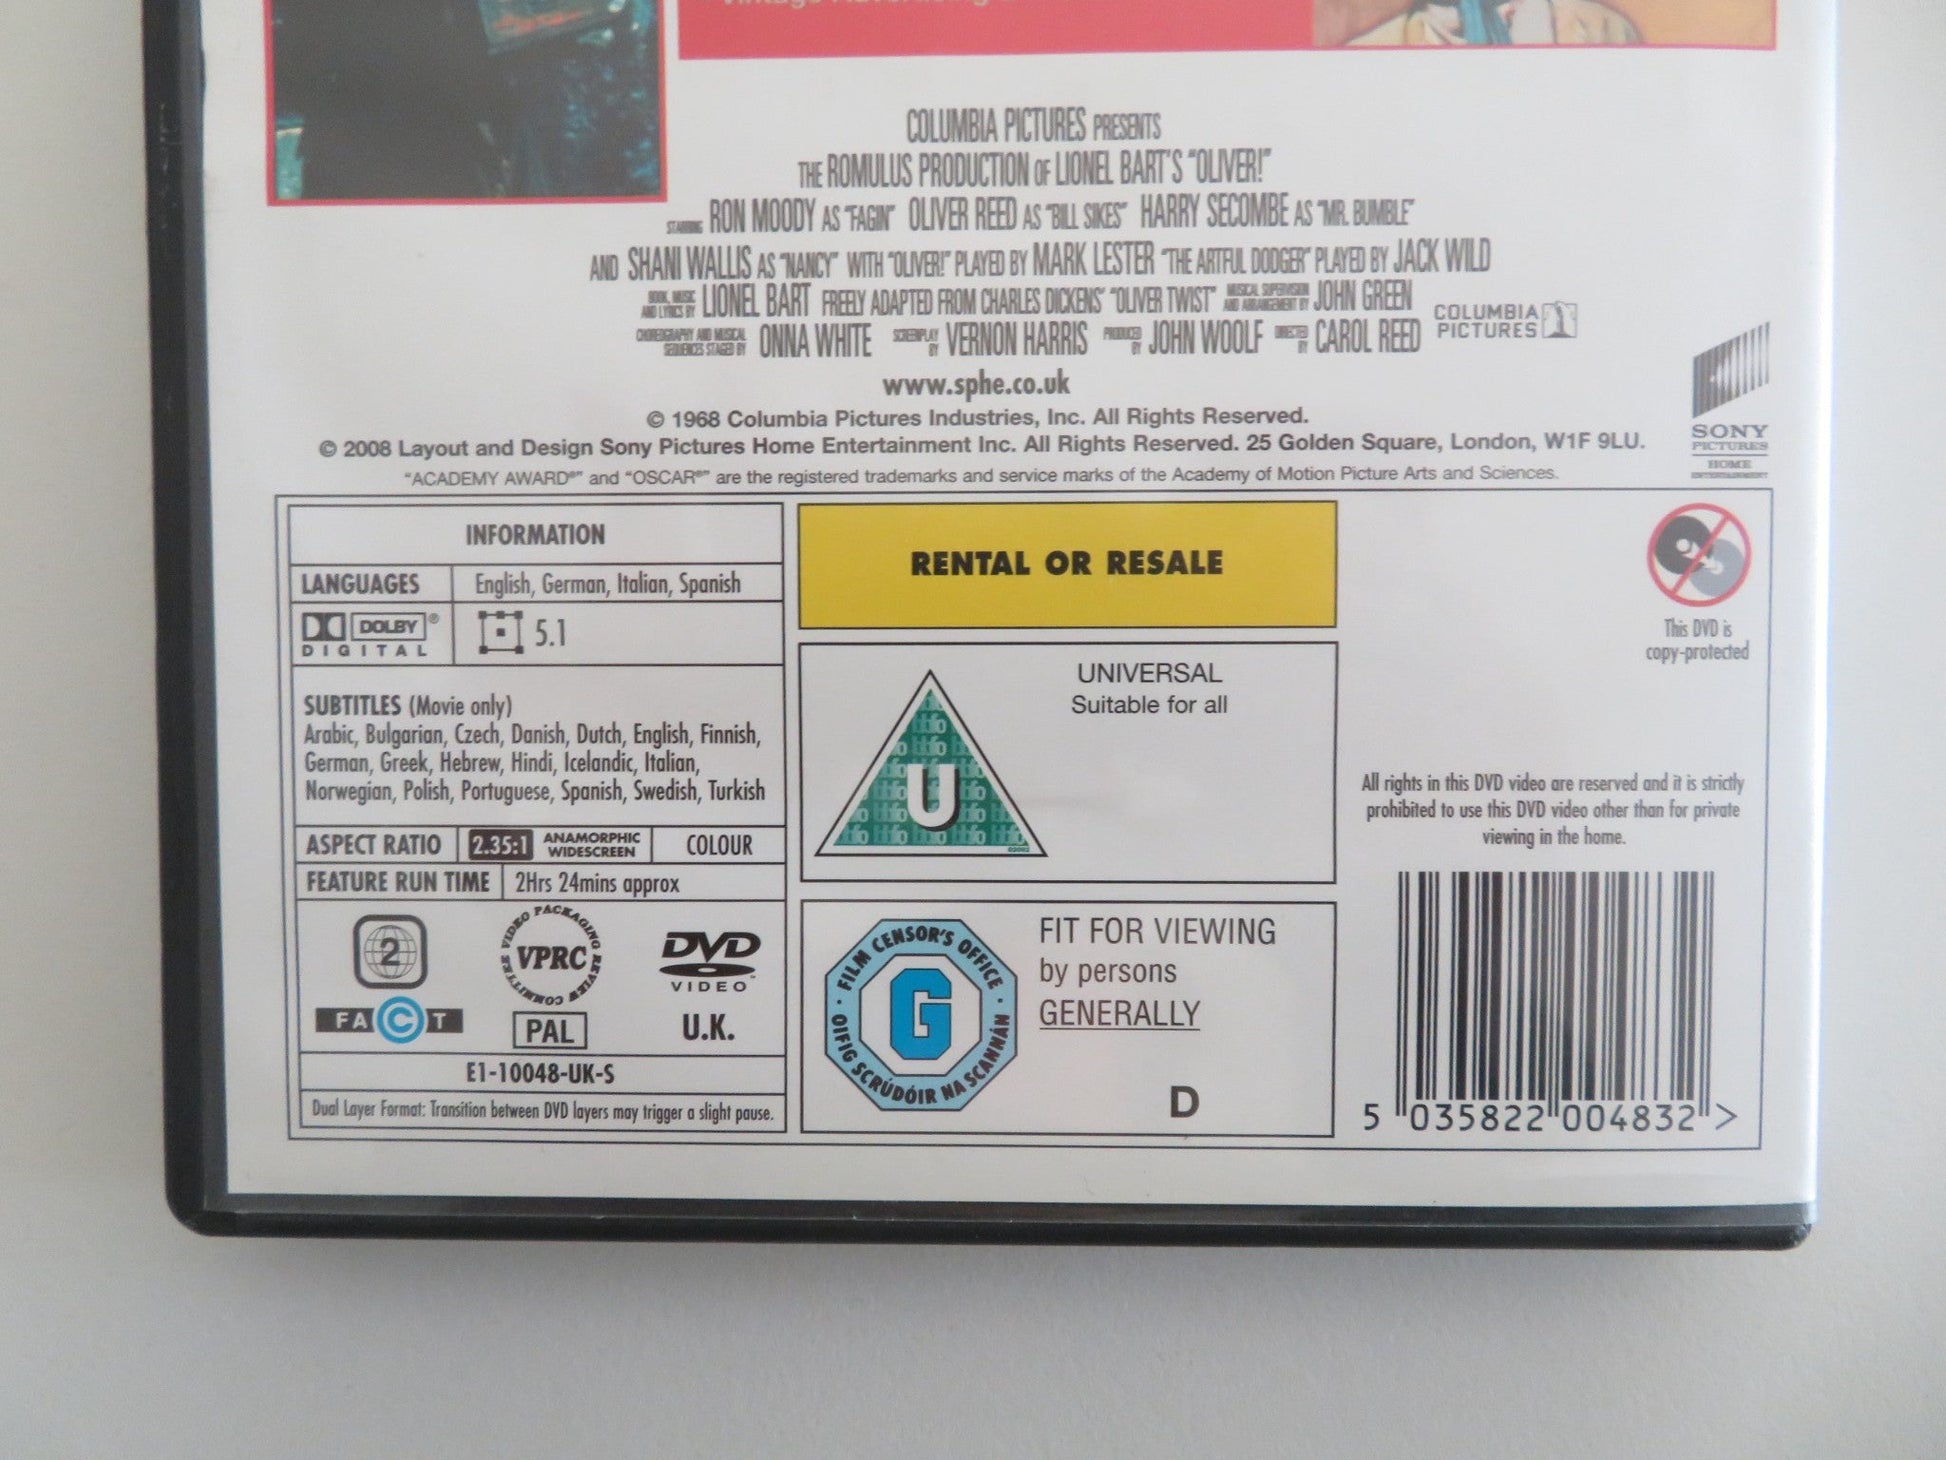 COLUMBIA PICTURES PRESENTS
THE ROMULUS PRODUCTION OF LIONEL BART'S "OLIVER!"
STARRING RON MOODY AS "FAGIN" OLIVER REED AS "BILL SIKES" HARRY SECOMBE AS "MR. BUMBLE"
AND SHANI WALLIS AS "NANCY" WITH "OLIVER!" PLAYED BY MARK LESTER "THE ARTFUL DODGER" PLAYED BY JACK WILD
BOOK, MUSIC AND LYRICS BY LIONEL BART FREELY ADAPTED FROM CHARLES DICKENS' "OLIVER TWIST" MUSICAL SUPERVISION AND ARRANGEMENT BY JOHN GREEN
CHOREOGRAPHY AND MUSICAL SEQUENCES STAGED BY ONNA WHITE SCREENPLAY BY VERNON HARRIS PRODUCED BY JOHN WOOLF DIRECTED BY CAROL REED
COLUMBIA
PICTURES
www.sphe.co.uk
© 1968 Columbia Pictures Industries, Inc. All Rights Reserved.
© 2008 Layout and Design Sony Pictures Home Entertainment Inc. All Rights Reserved. 25 Golden Square, London, W1F 9LU.
"ACADEMY AWARD®" and "OSCAR®" are the registered trademarks and service marks of the Academy of Motion Picture Arts and Sciences.
SONY
PICTURES
HOME
ENTERTAINMENT
INFORMATION
LANGUAGES English, German, Italian, Spanish
DOLBY®
DIGITAL
5.1
SUBTITLES (Movie only)
Arabic, Bulgarian, Czech, Danish, Dutch, English, Finnish,
German, Greek, Hebrew, Hindi, Icelandic, Italian,
Norwegian, Polish, Portuguese, Spanish, Swedish, Turkish
ASPECT RATIO 2.35:1 ANAMORPHIC WIDESCREEN COLOUR
FEATURE RUN TIME 2Hrs 24mins approx
2
VIDEO PACKAGING REVIEW COMMITTEE
VPRC
DVD
VIDEO
FACT
PAL
U.K.
E1-10048-UK-S
Dual Layer Format: Transition between DVD layers may trigger a slight pause.
RENTAL OR RESALE
U
UNIVERSAL
Suitable for all
FILM CENSOR'S OFFICE
G
OIFIG SCRÚDÓIR NA SCANNÁN
FIT FOR VIEWING
by persons
GENERALLY
D
This DVD is
copy-protected
All rights in this DVD video are reserved and it is strictly
prohibited to use this DVD video other than for private
viewing in the home.
5 035822 004832 >